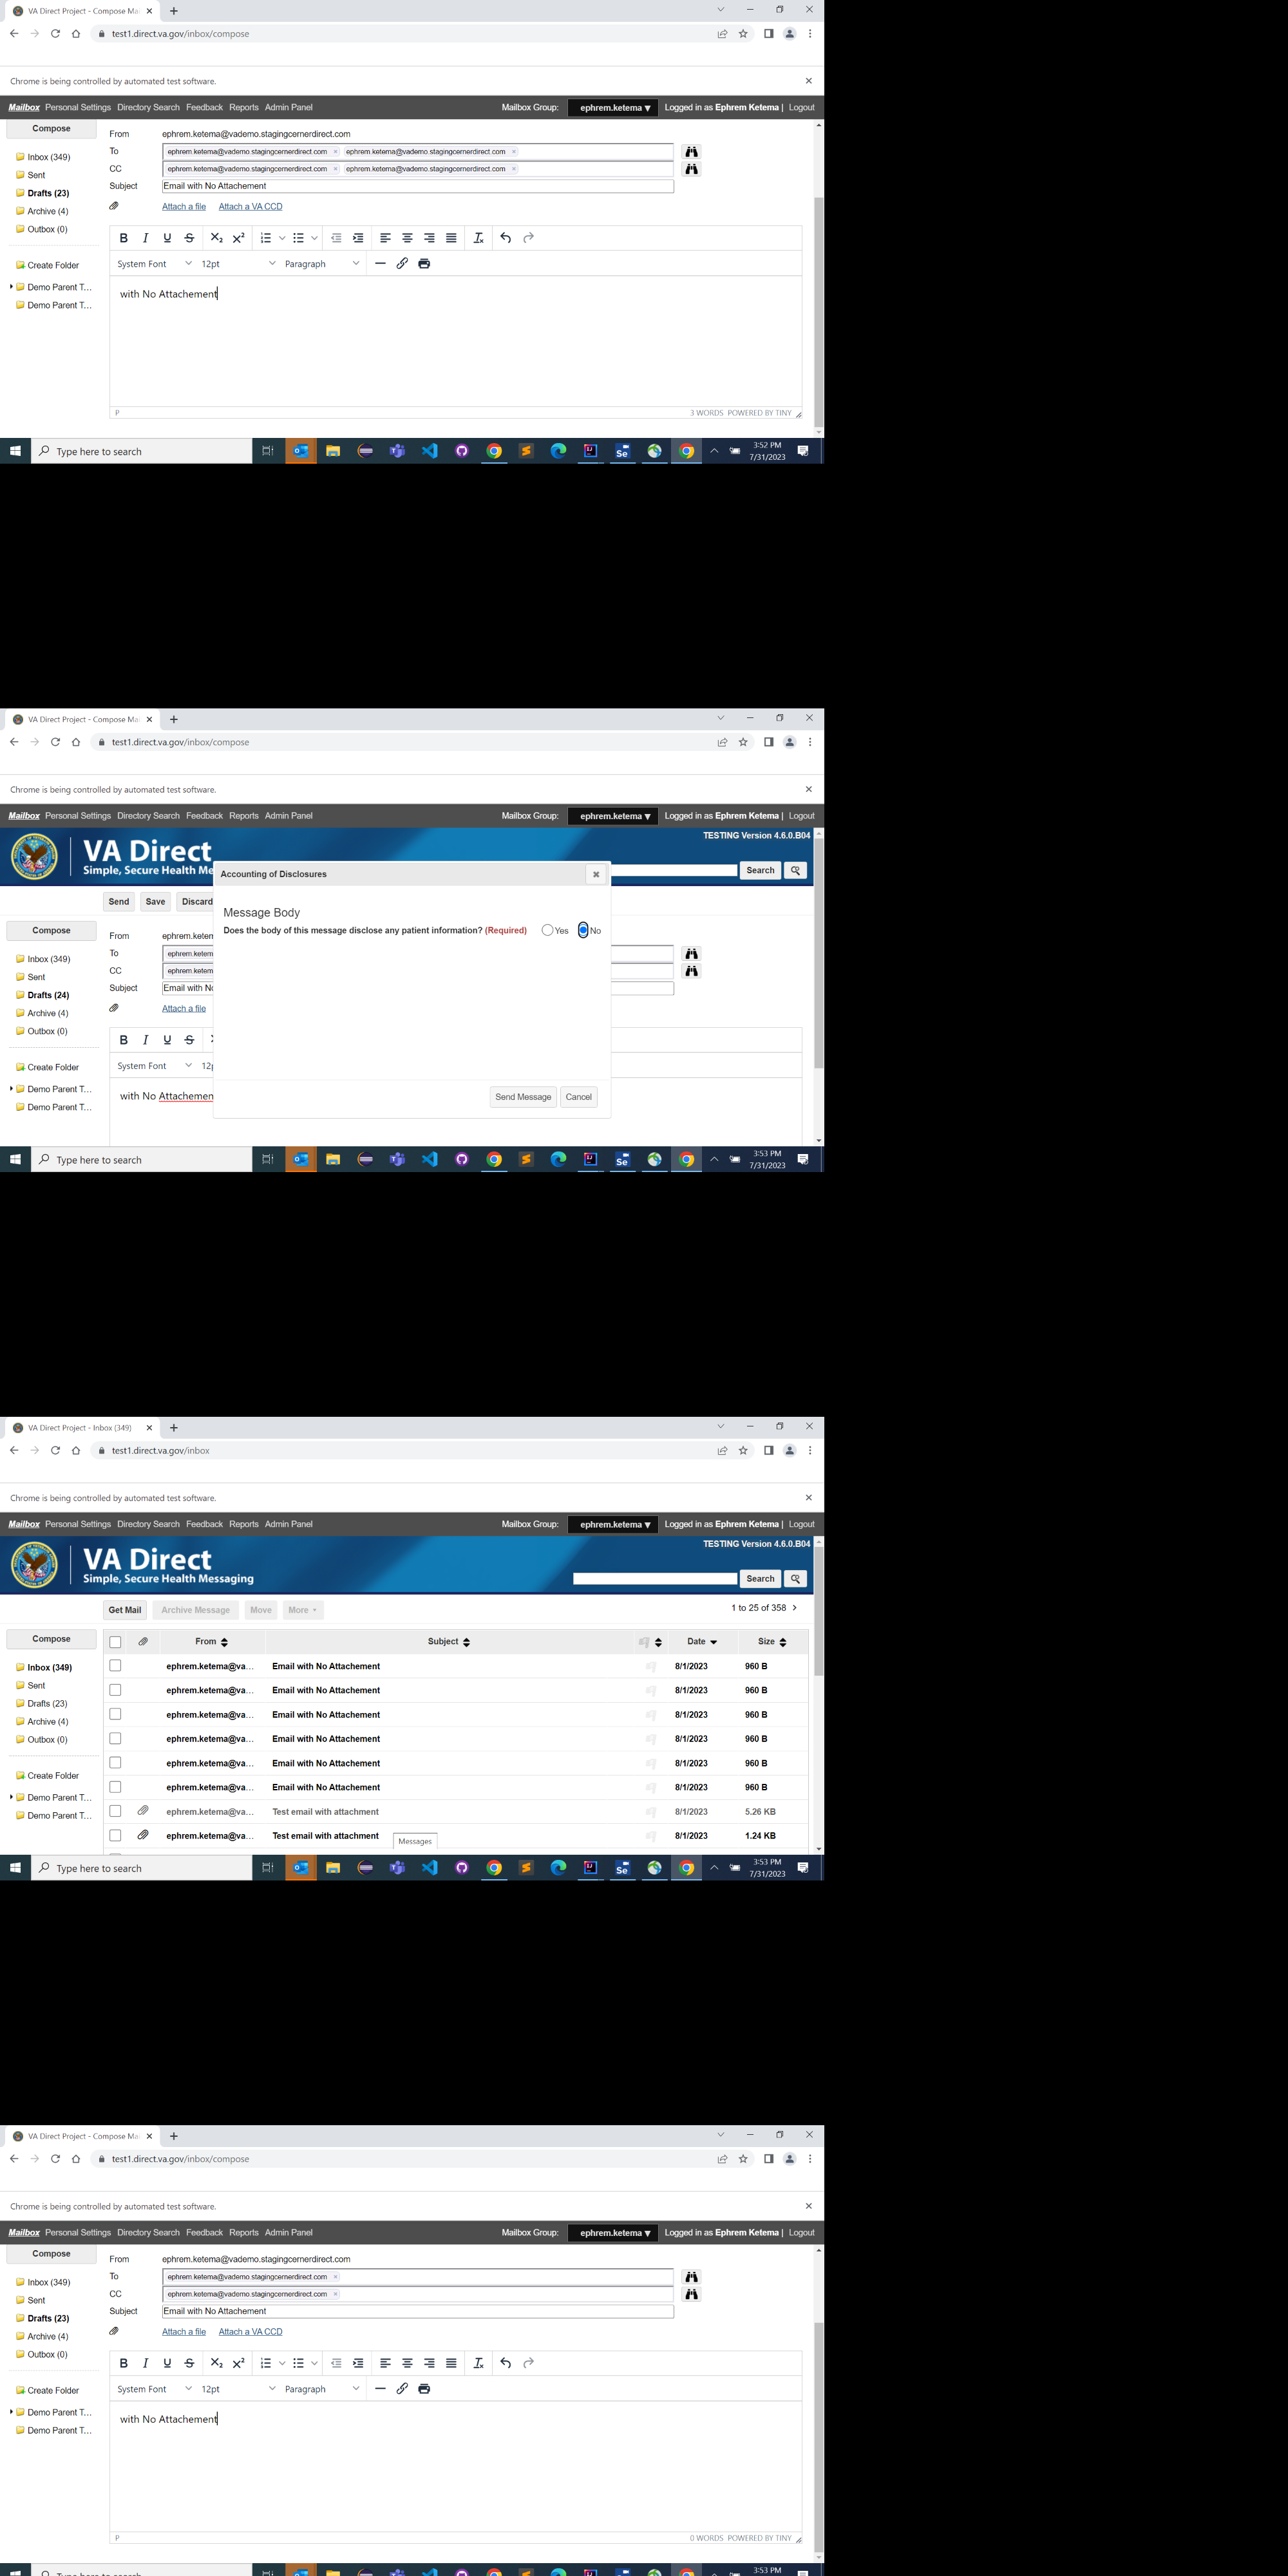 VA Direct Project - Compose Ma
test1.direct.va.gov/inbox/compose
Chrome is being controlled by automated test software.
Mailbox Personal Settings Directory Search Feedback Reports Admin Panel Mailbox Group: ephrem.ketema ▼ Logged in as Ephrem Ketema | Logout
Compose
From ephrem.ketema@vademo.stagingcernerdirect.com
To ephrem.ketema@vademo.stagingcernerdirect.com × ephrem.ketema@vademo.stagingcernerdirect.com ×
Inbox (349)
CC ephrem.ketema@vademo.stagingcernerdirect.com × ephrem.ketema@vademo.stagingcernerdirect.com ×
Sent
Subject Email with No Attachement
Drafts (23)
Attach a file Attach a VA CCD
Archive (4)
Outbox (0)
System Font 12pt Paragraph
Create Folder
Demo Parent T...
with No Attachement
Demo Parent T...
P 3 WORDS POWERED BY TINY
Type here to search
3:52 PM
7/31/2023
VA Direct Project - Compose Ma
test1.direct.va.gov/inbox/compose
Chrome is being controlled by automated test software.
Mailbox Personal Settings Directory Search Feedback Reports Admin Panel Mailbox Group: ephrem.ketema ▼ Logged in as Ephrem Ketema | Logout
TESTING Version 4.6.0.B04
VA Direct
Simple, Secure Health Me
Search
Accounting of Disclosures
Send Save Discard
Message Body
Does the body of this message disclose any patient information? (Required) Yes No
Compose
From ephrem.keten
To ephrem.ketem
Inbox (349)
CC ephrem.ketem
Sent
Subject Email with No
Drafts (24)
Attach a file
Archive (4)
Outbox (0)
System Font 12p
Create Folder
Demo Parent T...
with No Attachemen
Send Message Cancel
Demo Parent T...
Type here to search
3:53 PM
7/31/2023
VA Direct Project - Inbox (349)
test1.direct.va.gov/inbox
Chrome is being controlled by automated test software.
Mailbox Personal Settings Directory Search Feedback Reports Admin Panel Mailbox Group: ephrem.ketema ▼ Logged in as Ephrem Ketema | Logout
TESTING Version 4.6.0.B04
VA Direct
Simple, Secure Health Messaging
Search
Get Mail Archive Message Move More 1 to 25 of 358 >
Compose
From Subject Date Size
Inbox (349)
Sent
Drafts (23)
Archive (4)
Outbox (0)
Create Folder
Demo Parent T...
Demo Parent T...
ephrem.ketema@va... Email with No Attachement 8/1/2023 960 B
ephrem.ketema@va... Email with No Attachement 8/1/2023 960 B
ephrem.ketema@va... Email with No Attachement 8/1/2023 960 B
ephrem.ketema@va... Email with No Attachement 8/1/2023 960 B
ephrem.ketema@va... Email with No Attachement 8/1/2023 960 B
ephrem.ketema@va... Email with No Attachement 8/1/2023 960 B
ephrem.ketema@va... Test email with attachment 8/1/2023 5.26 KB
ephrem.ketema@va... Test email with attachment 8/1/2023 1.24 KB
Messages
Type here to search
3:53 PM
7/31/2023
VA Direct Project - Compose Ma
test1.direct.va.gov/inbox/compose
Chrome is being controlled by automated test software.
Mailbox Personal Settings Directory Search Feedback Reports Admin Panel Mailbox Group: ephrem.ketema ▼ Logged in as Ephrem Ketema | Logout
Compose
From ephrem.ketema@vademo.stagingcernerdirect.com
To ephrem.ketema@vademo.stagingcernerdirect.com ×
Inbox (349)
CC ephrem.ketema@vademo.stagingcernerdirect.com ×
Sent
Subject Email with No Attachement
Drafts (23)
Attach a file Attach a VA CCD
Archive (4)
Outbox (0)
System Font 12pt Paragraph
Create Folder
Demo Parent T...
with No Attachement
Demo Parent T...
P 0 WORDS POWERED BY TINY
3:53 PM